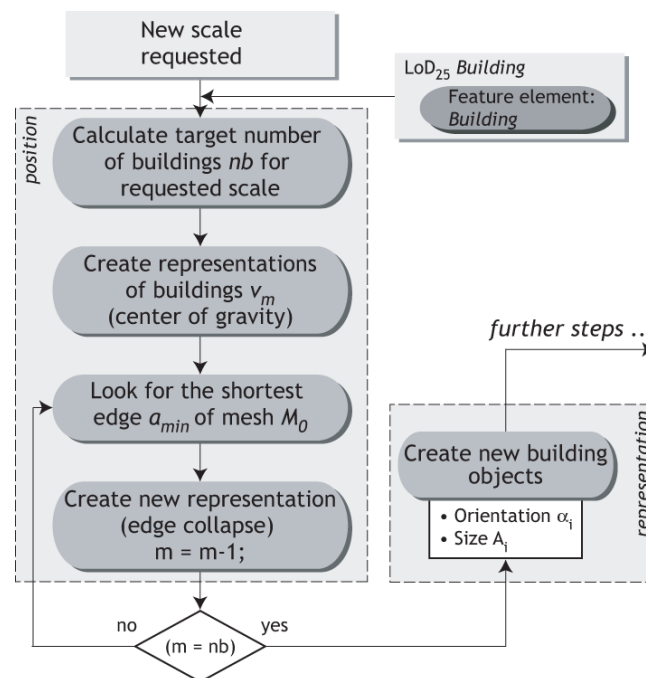 New scale
requested
LoD25 Building
Feature element:
Building
position
Calculate target number
of buildings nb for
requested scale
Create representations
of buildings vm
(center of gravity)
Look for the shortest
edge amin of mesh M0
Create new representation
(edge collapse)
m = m-1;
no
(m = nb)
yes
further steps ..
representation
Create new building
objects
• Orientation αi
• Size Ai